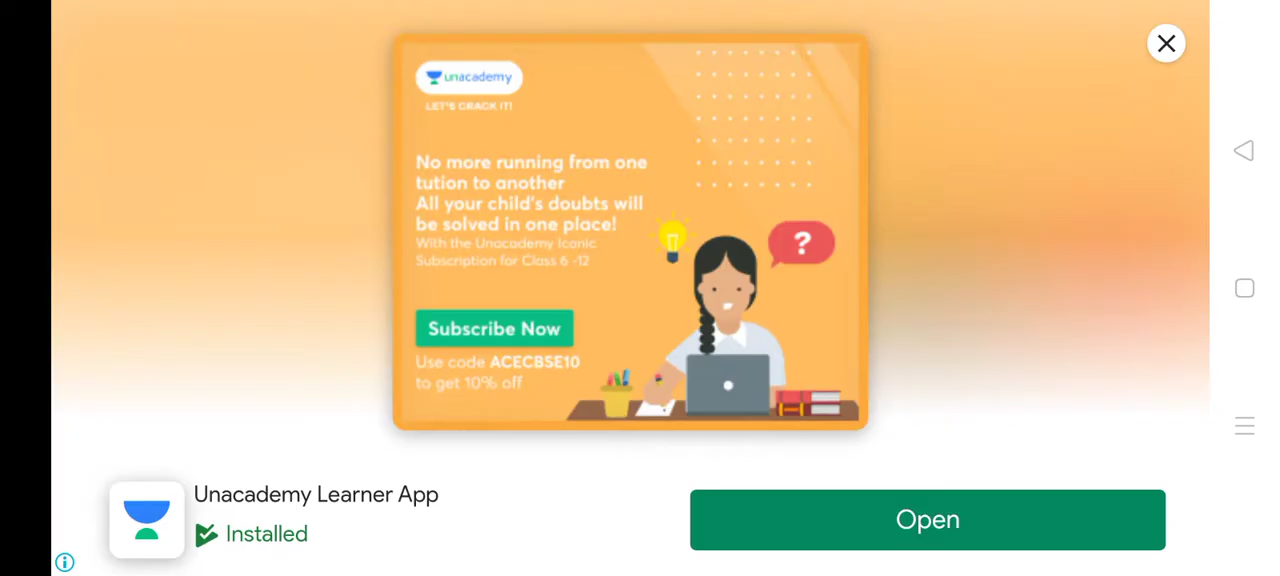 unacademy
LET'S CRACK IT!
No more running from one
tution to another
All your child's doubts will
be solved in one place!
With the Unacademy Iconic
Subscription for Class 6 -12
?
Subscribe Now
Use code ACECBSE10
to get 10% off
Unacademy Learner App
Installed
Open